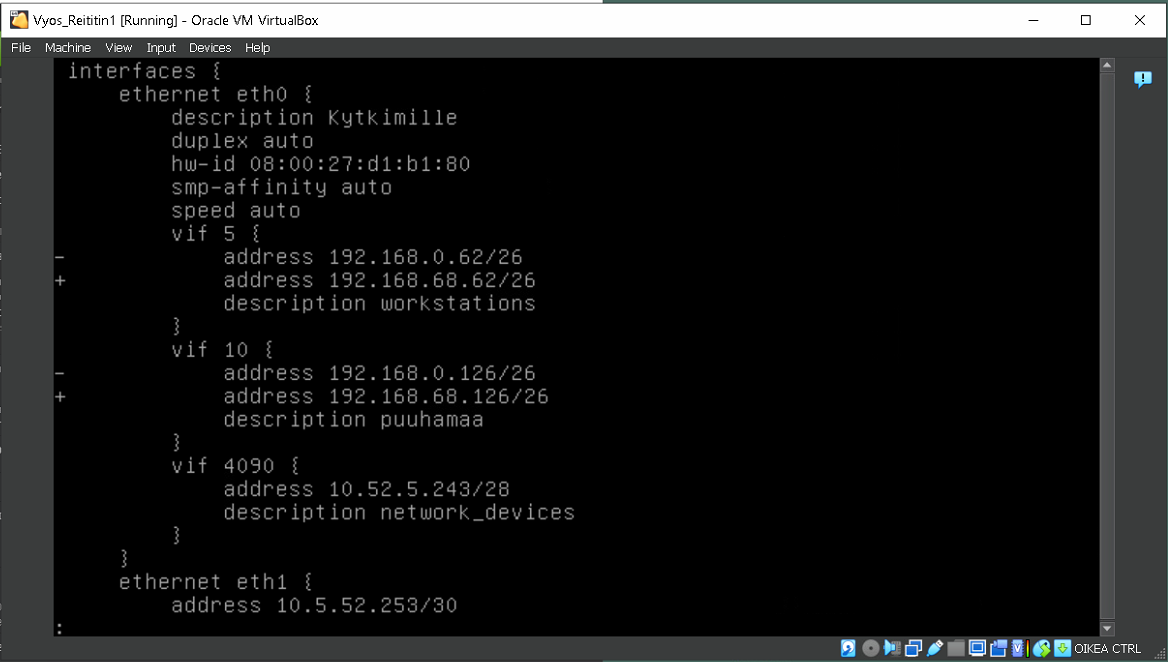 Vyos_Reititin1 [Running] - Oracle VM VirtualBox
File Machine View Input Devices Help
interfaces {
    ethernet eth0 {
        description Kytkimille
        duplex auto
        hw-id 08:00:27:d1:b1:80
        smp-affinity auto
        speed auto
        vif 5 {
-            address 192.168.0.62/26
+            address 192.168.68.62/26
            description workstations
        }
        vif 10 {
-            address 192.168.0.126/26
+            address 192.168.68.126/26
            description puuhamaa
        }
        vif 4090 {
            address 10.52.5.243/28
            description network_devices
        }
    }
    ethernet eth1 {
        address 10.5.52.253/30
:
OIKEA CTRL